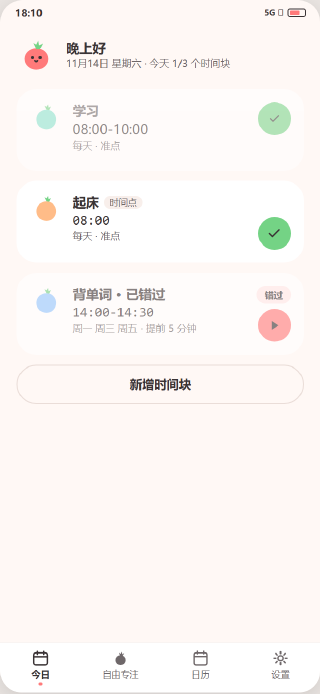 18:10
5G
晚上好
11月14日 星期六 · 今天 1/3 个时间块
学习
08:00-10:00
每天 · 准点
起床 时间点
08:00
每天 · 准点
背单词 · 已错过
错过
14:00-14:30
周一 周三 周五 · 提前 5 分钟
新增时间块
今日
自由专注
日历
设置